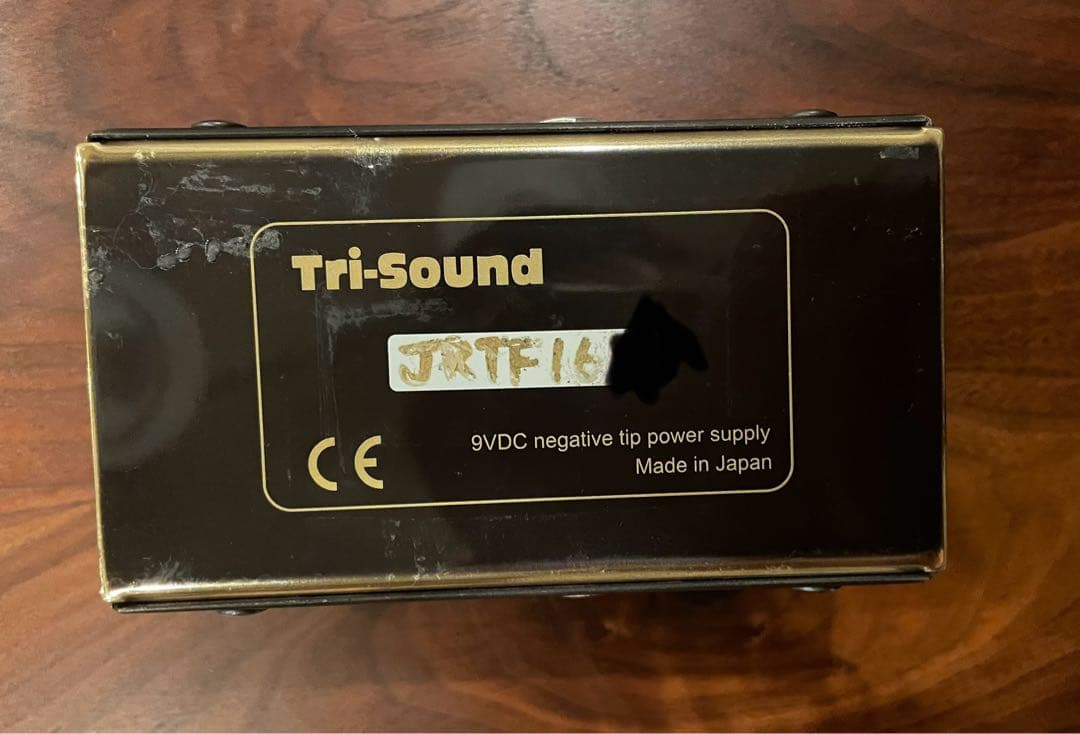 Tri-Sound
JRTF16
CE
9VDC negative tip power supply
Made in Japan